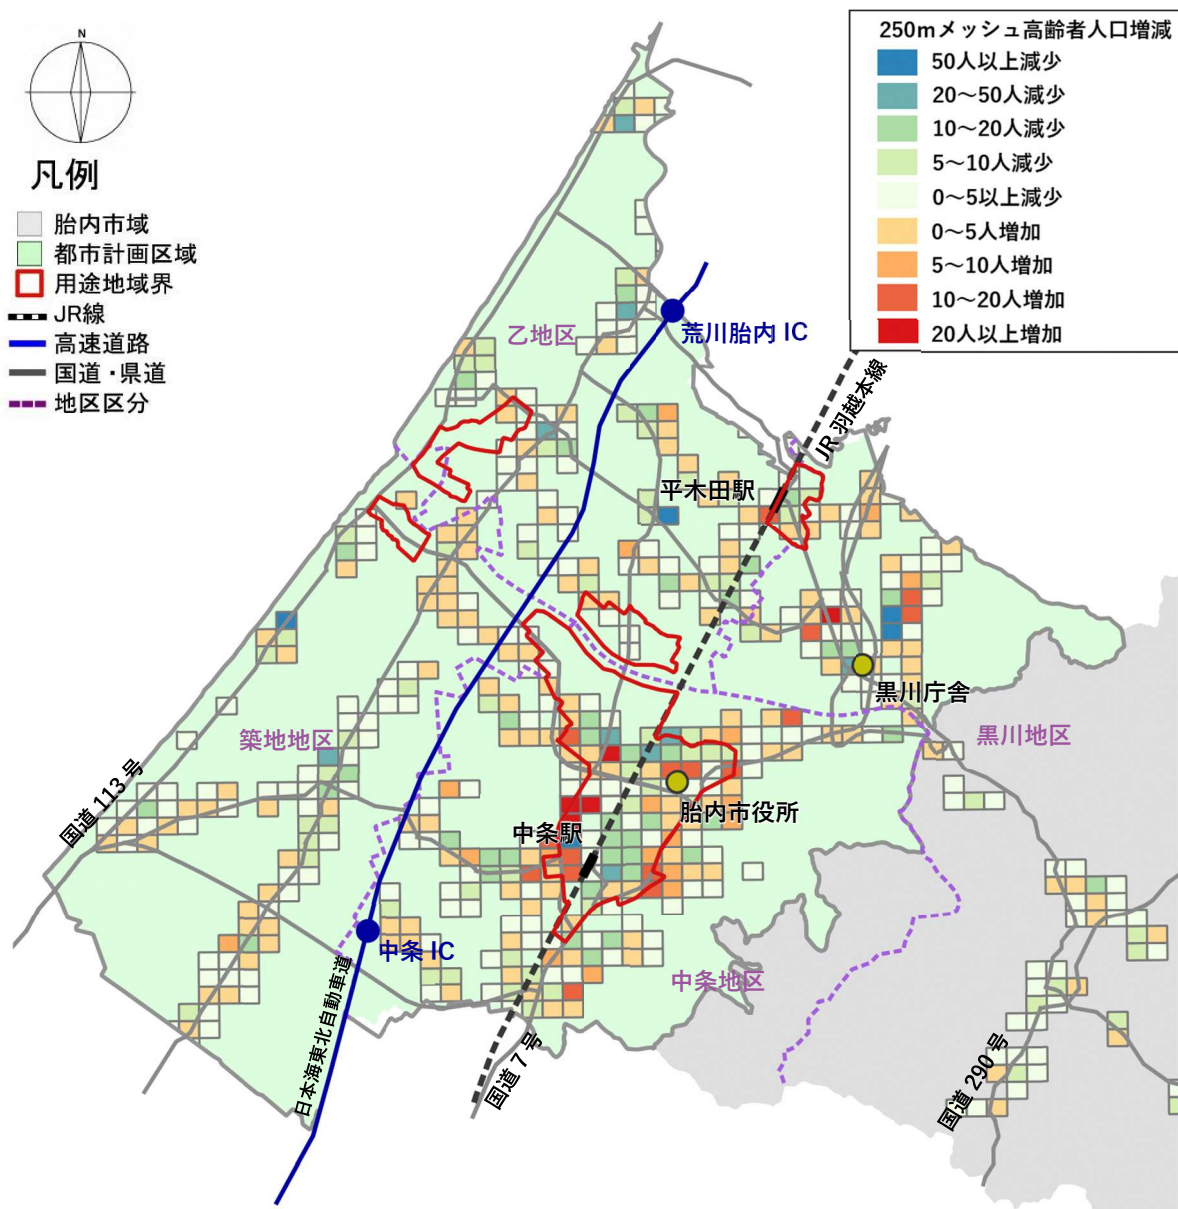 N
凡例
胎内市域
都市計画区域
用途地域界
JR線
高速道路
国道・県道
地区区分
250mメッシュ高齢者人口増減
50人以上減少
20～50人減少
10～20人減少
5～10人減少
0～5以上減少
0～5人増加
5～10人増加
10～20人増加
20人以上増加
乙地区
荒川胎内 IC
JR 羽越本線
平木田駅
黒川庁舎
黒川地区
築地地区
国道 113 号
胎内市役所
中条駅
中条 IC
中条地区
日本海東北自動車道
国道 7 号
国道 290 号